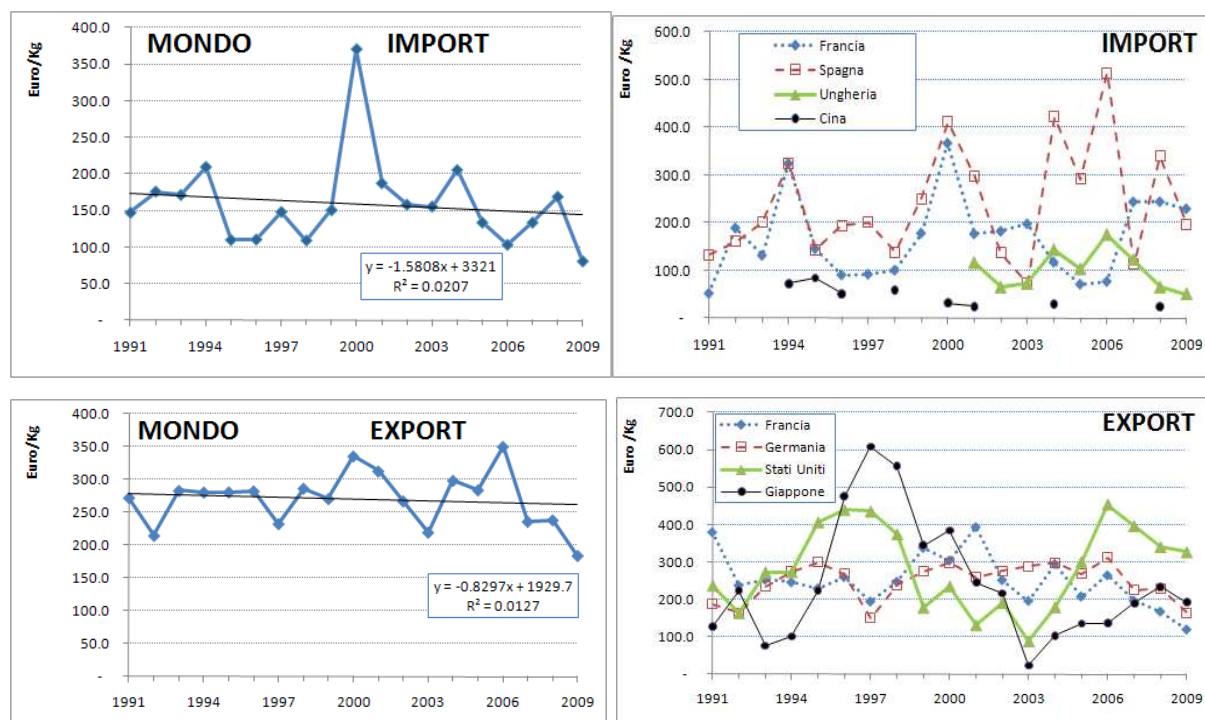 MONDO IMPORT
Euro/Kg
400.0
350.0
300.0
250.0
200.0
150.0
100.0
50.0
-
y = -1.5808x + 3321
R² = 0.0207
1991 1994 1997 2000 2003 2006 2009
IMPORT
Euro /Kg
600.0
500.0
400.0
300.0
200.0
100.0
-
Francia
Spagna
Ungheria
Cina
1991 1994 1997 2000 2003 2006 2009
MONDO EXPORT
Euro/Kg
400.0
350.0
300.0
250.0
200.0
150.0
100.0
50.0
-
y = -0.8297x + 1929.7
R² = 0.0127
1991 1994 1997 2000 2003 2006 2009
EXPORT
Euro /Kg
700.0
600.0
500.0
400.0
300.0
200.0
100.0
-
Francia
Germania
Stati Uniti
Giappone
1991 1994 1997 2000 2003 2006 2009